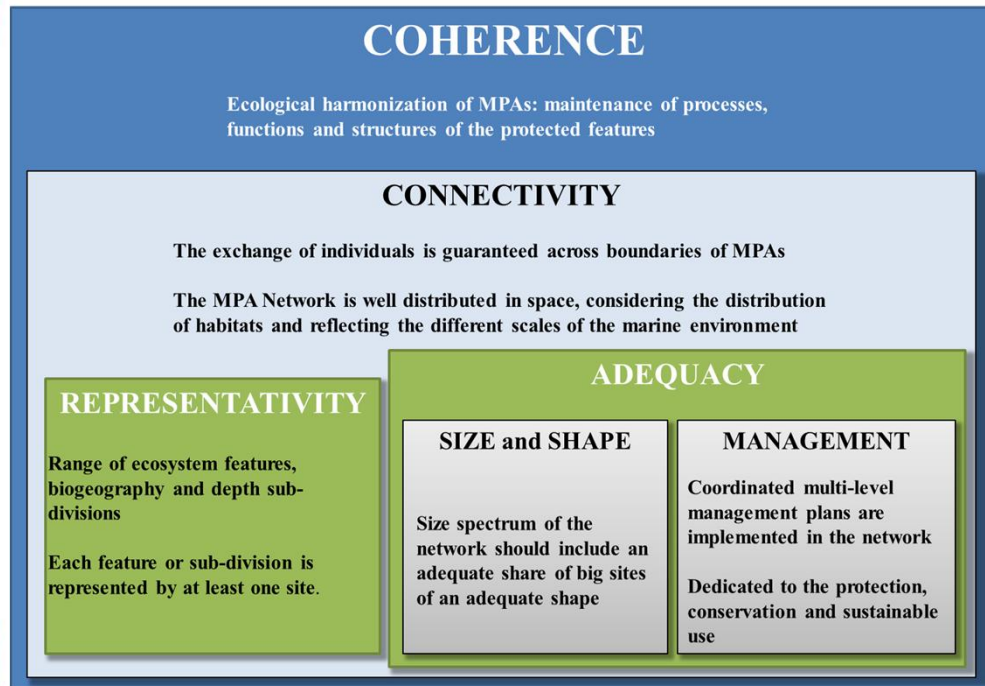 COHERENCE
Ecological harmonization of MPAs: maintenance of processes,
functions and structures of the protected features
CONNECTIVITY
The exchange of individuals is guaranteed across boundaries of MPAs
The MPA Network is well distributed in space, considering the distribution
of habitats and reflecting the different scales of the marine environment
REPRESENTATIVITY
Range of ecosystem features,
biogeography and depth sub-
divisions
Each feature or sub-division is
represented by at least one site.
ADEQUACY
SIZE and SHAPE
Size spectrum of the
network should include an
adequate share of big sites
of an adequate shape
MANAGEMENT
Coordinated multi-level
management plans are
implemented in the network
Dedicated to the protection,
conservation and sustainable
use